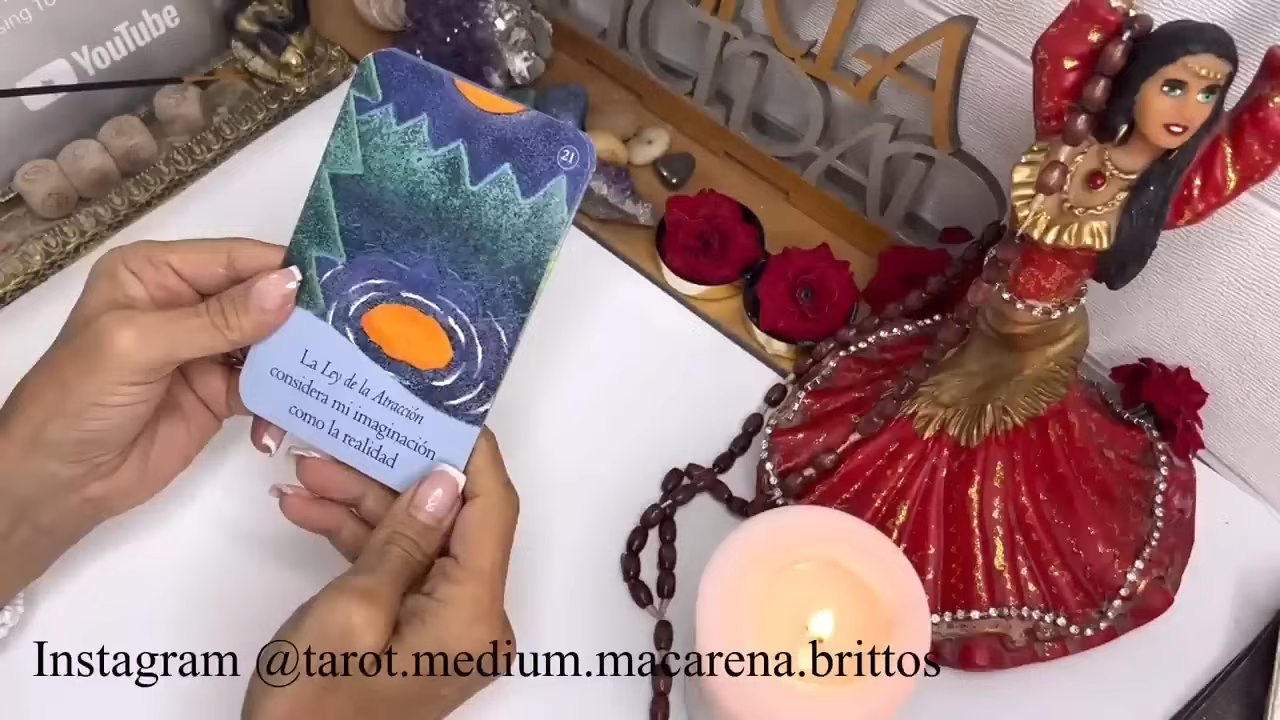 YouTube
21
La Ley de la Atracción
considera mi imaginación
como la realidad
Instagram @tarot.medium.macarena.brittos